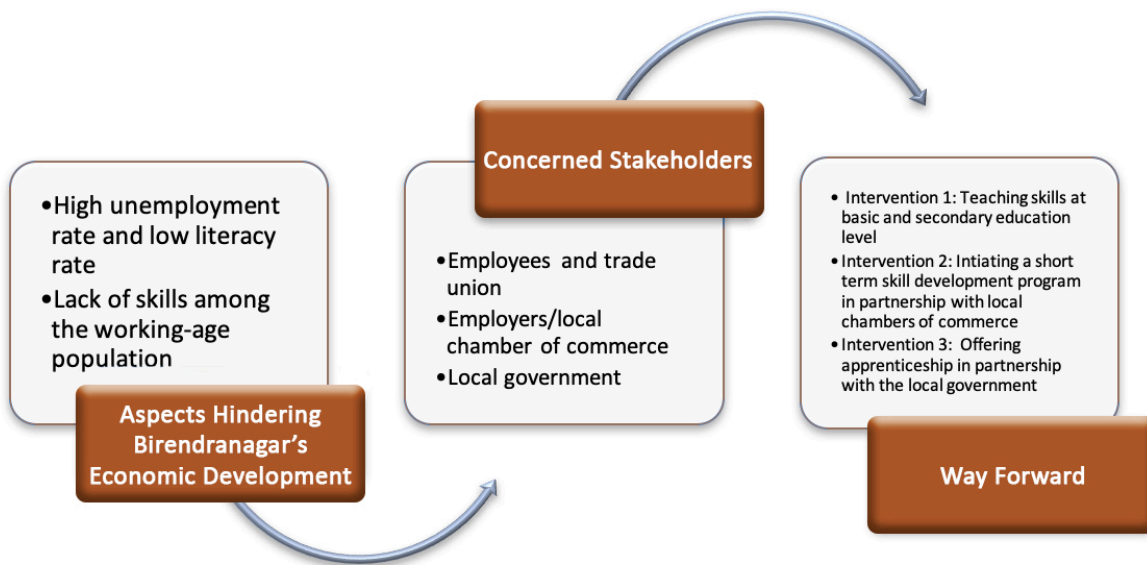 •High unemployment
rate and low literacy
rate
•Lack of skills among
the working-age
population
Aspects Hindering
Birendranagar’s
Economic Development
Concerned Stakeholders
•Employees and trade
union
•Employers/local
chamber of commerce
•Local government
• Intervention 1: Teaching skills at
basic and secondary education
level
• Intervention 2: Intiating a short
term skill development program
in partnership with local
chambers of commerce
• Intervention 3: Offering
apprenticeship in partnership
with the local government
Way Forward